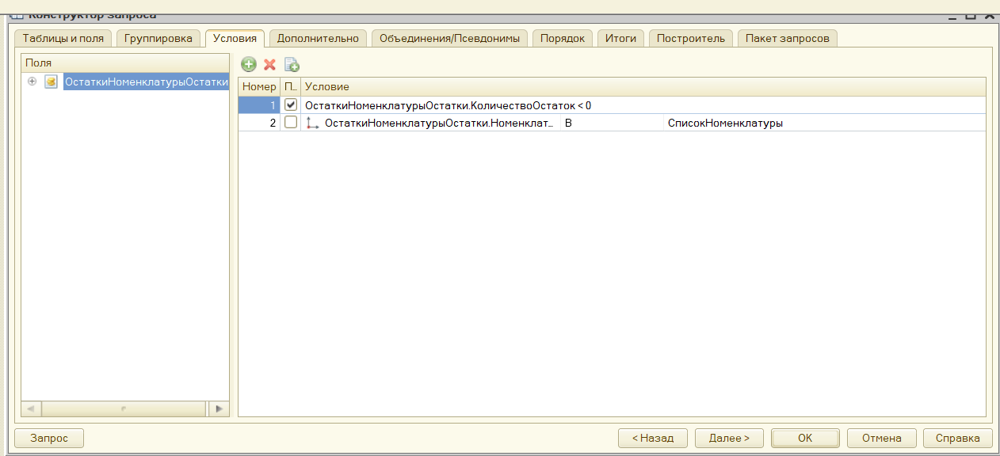 Конструктор запроса
Таблицы и поля Группировка Условия Дополнительно Объединения/Псевдонимы Порядок Итоги Построитель Пакет запросов
Поля
ОстаткиНоменклатурыОстатки
Номер П... Условие
1 ОстаткиНоменклатурыОстатки.КоличествоОстаток < 0
2 ОстаткиНоменклатурыОстатки.Номенклат... В СписокНоменклатуры
Запрос < Назад Далее > ОК Отмена Справка